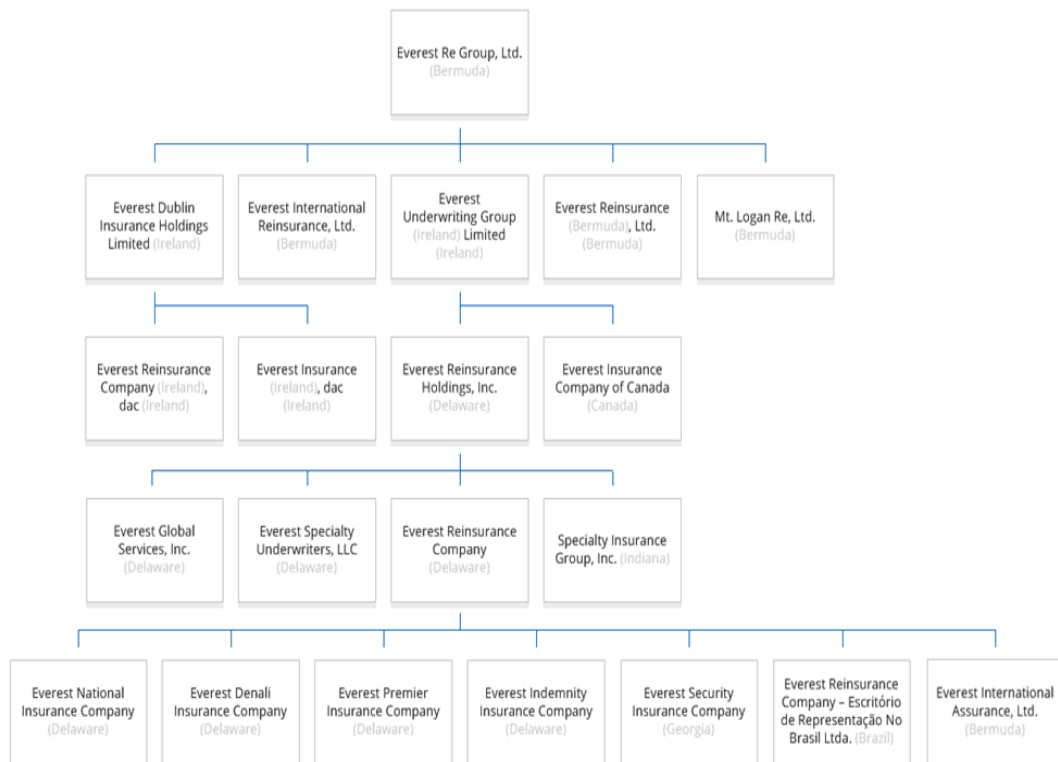 Everest Re Group, Ltd.
(Bermuda)
Everest Dublin
Insurance Holdings
Limited (Ireland)
Everest International
Reinsurance, Ltd.
(Bermuda)
Everest
Underwriting Group
(Ireland) Limited
(Ireland)
Everest Reinsurance
(Bermuda), Ltd.
(Bermuda)
Mt. Logan Re, Ltd.
(Bermuda)
Everest Reinsurance
Company (Ireland),
dac (Ireland)
Everest Insurance
(Ireland), dac
(Ireland)
Everest Reinsurance
Holdings, Inc.
(Delaware)
Everest Insurance
Company of Canada
(Canada)
Everest Global
Services, Inc.
(Delaware)
Everest Specialty
Underwriters, LLC
(Delaware)
Everest Reinsurance
Company
(Delaware)
Specialty Insurance
Group, Inc. (Indiana)
Everest National
Insurance Company
(Delaware)
Everest Denali
Insurance Company
(Delaware)
Everest Premier
Insurance Company
(Delaware)
Everest Indemnity
Insurance Company
(Delaware)
Everest Security
Insurance Company
(Georgia)
Everest Reinsurance
Company – Escritório
de Representação No
Brasil Ltda. (Brazil)
Everest International
Assurance, Ltd.
(Bermuda)